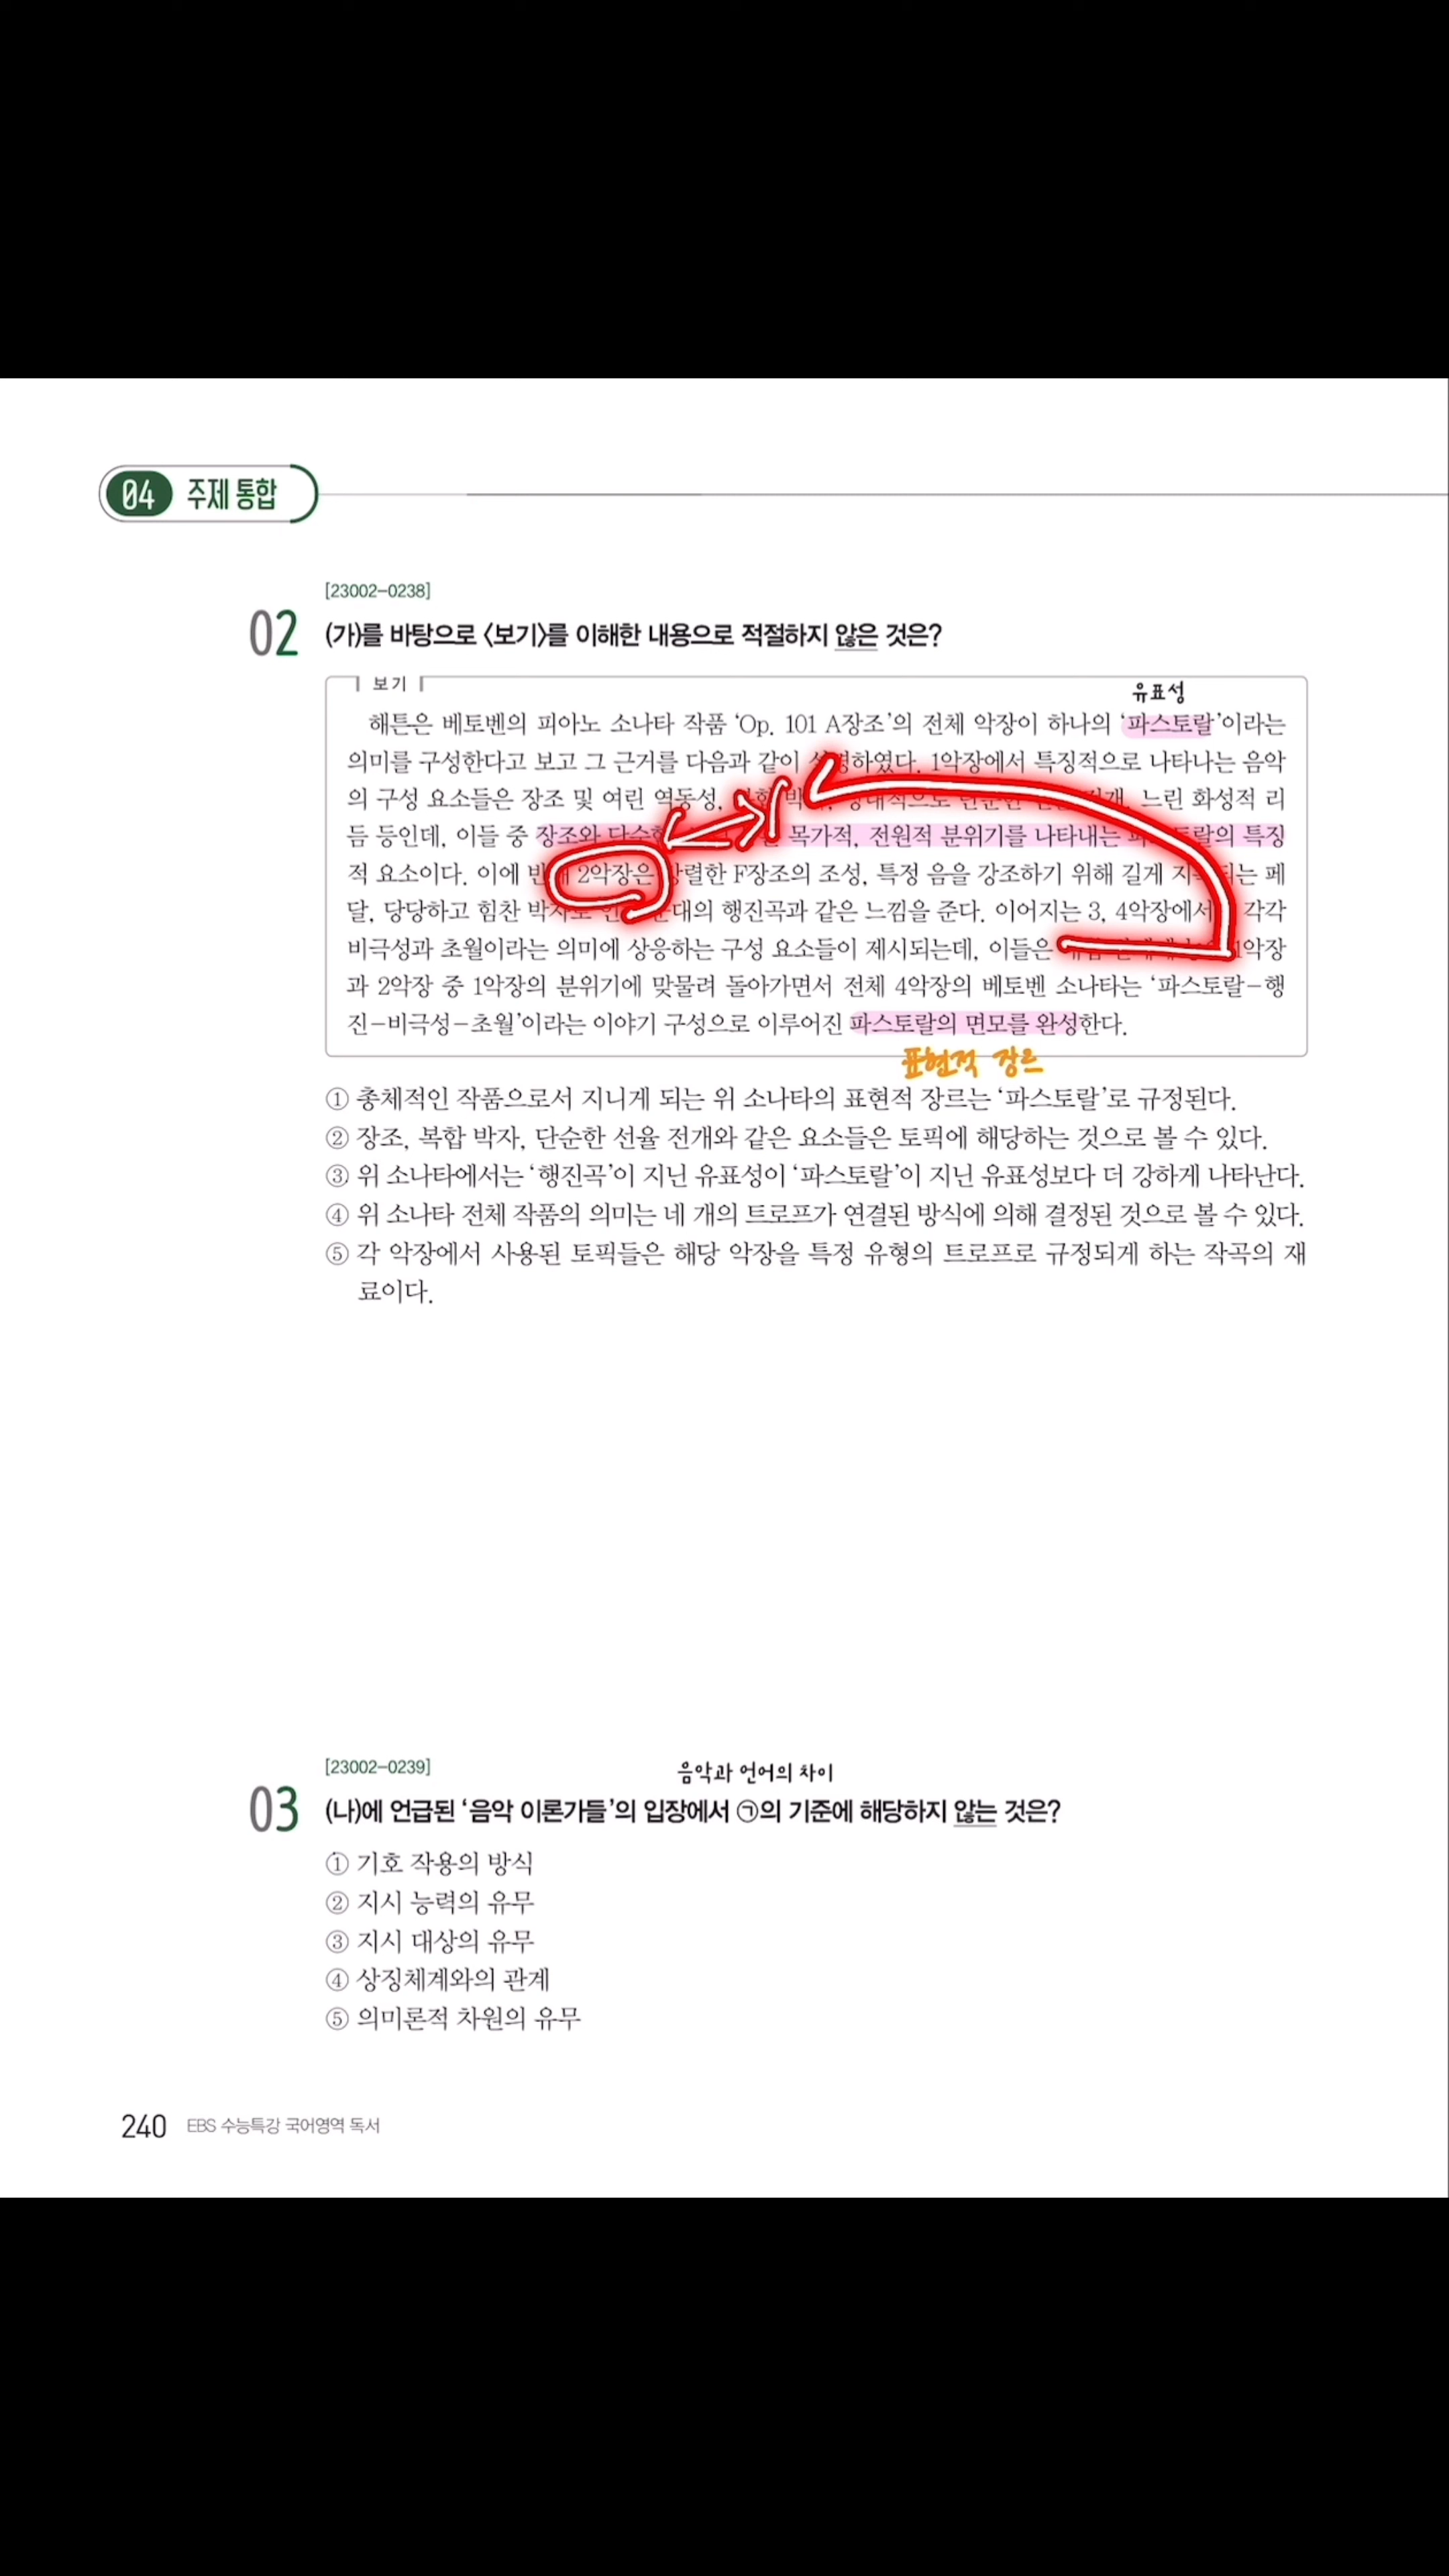 04 주제 통합
[23002-0238]
02 (가)를 바탕으로 〈보기〉를 이해한 내용으로 적절하지 않은 것은?
보기
유표성
해튼은 베토벤의 피아노 소나타 작품 ‘Op. 101 A장조’의 전체 악장이 하나의 ‘파스토랄’이라는
의미를 구성한다고 보고 그 근거를 다음과 같이 하였다. 1악장에서 특징적으로 나타나는 음악
의 구성 요소들은 장조 및 여린 역동성, 느린 화성적 리
듬 등인데, 이들 중 장조와 목가적, 전원적 분위기를 나타내는 특징
적 요소이다. 이에 2악장은 F장조의 조성, 특정 음을 강조하기 위해 길게 페
달, 당당하고 힘찬 행진곡과 같은 느낌을 준다. 이어지는 3, 4악장에서 각각
비극성과 초월이라는 의미에 상응하는 구성 요소들이 제시되는데, 이들은 1악장
과 2악장 중 1악장의 분위기에 맞물려 돌아가면서 전체 4악장의 베토벤 소나타는 ‘파스토랄-행
진-비극성-초월’이라는 이야기 구성으로 이루어진 파스토랄의 면모를 완성한다.
표현적 장르
① 총체적인 작품으로서 지니게 되는 위 소나타의 표현적 장르는 ‘파스토랄’로 규정된다.
② 장조, 복합 박자, 단순한 선율 전개와 같은 요소들은 토픽에 해당하는 것으로 볼 수 있다.
③ 위 소나타에서는 ‘행진곡’이 지닌 유표성이 ‘파스토랄’이 지닌 유표성보다 더 강하게 나타난다.
④ 위 소나타 전체 작품의 의미는 네 개의 트로프가 연결된 방식에 의해 결정된 것으로 볼 수 있다.
⑤ 각 악장에서 사용된 토픽들은 해당 악장을 특정 유형의 트로프로 규정되게 하는 작곡의 재
료이다.
[23002-0239]
음악과 언어의 차이
03 (나)에 언급된 ‘음악 이론가들’의 입장에서 ㉠의 기준에 해당하지 않는 것은?
① 기호 작용의 방식
② 지시 능력의 유무
③ 지시 대상의 유무
④ 상징체계와의 관계
⑤ 의미론적 차원의 유무
240 EBS 수능특강 국어영역 독서